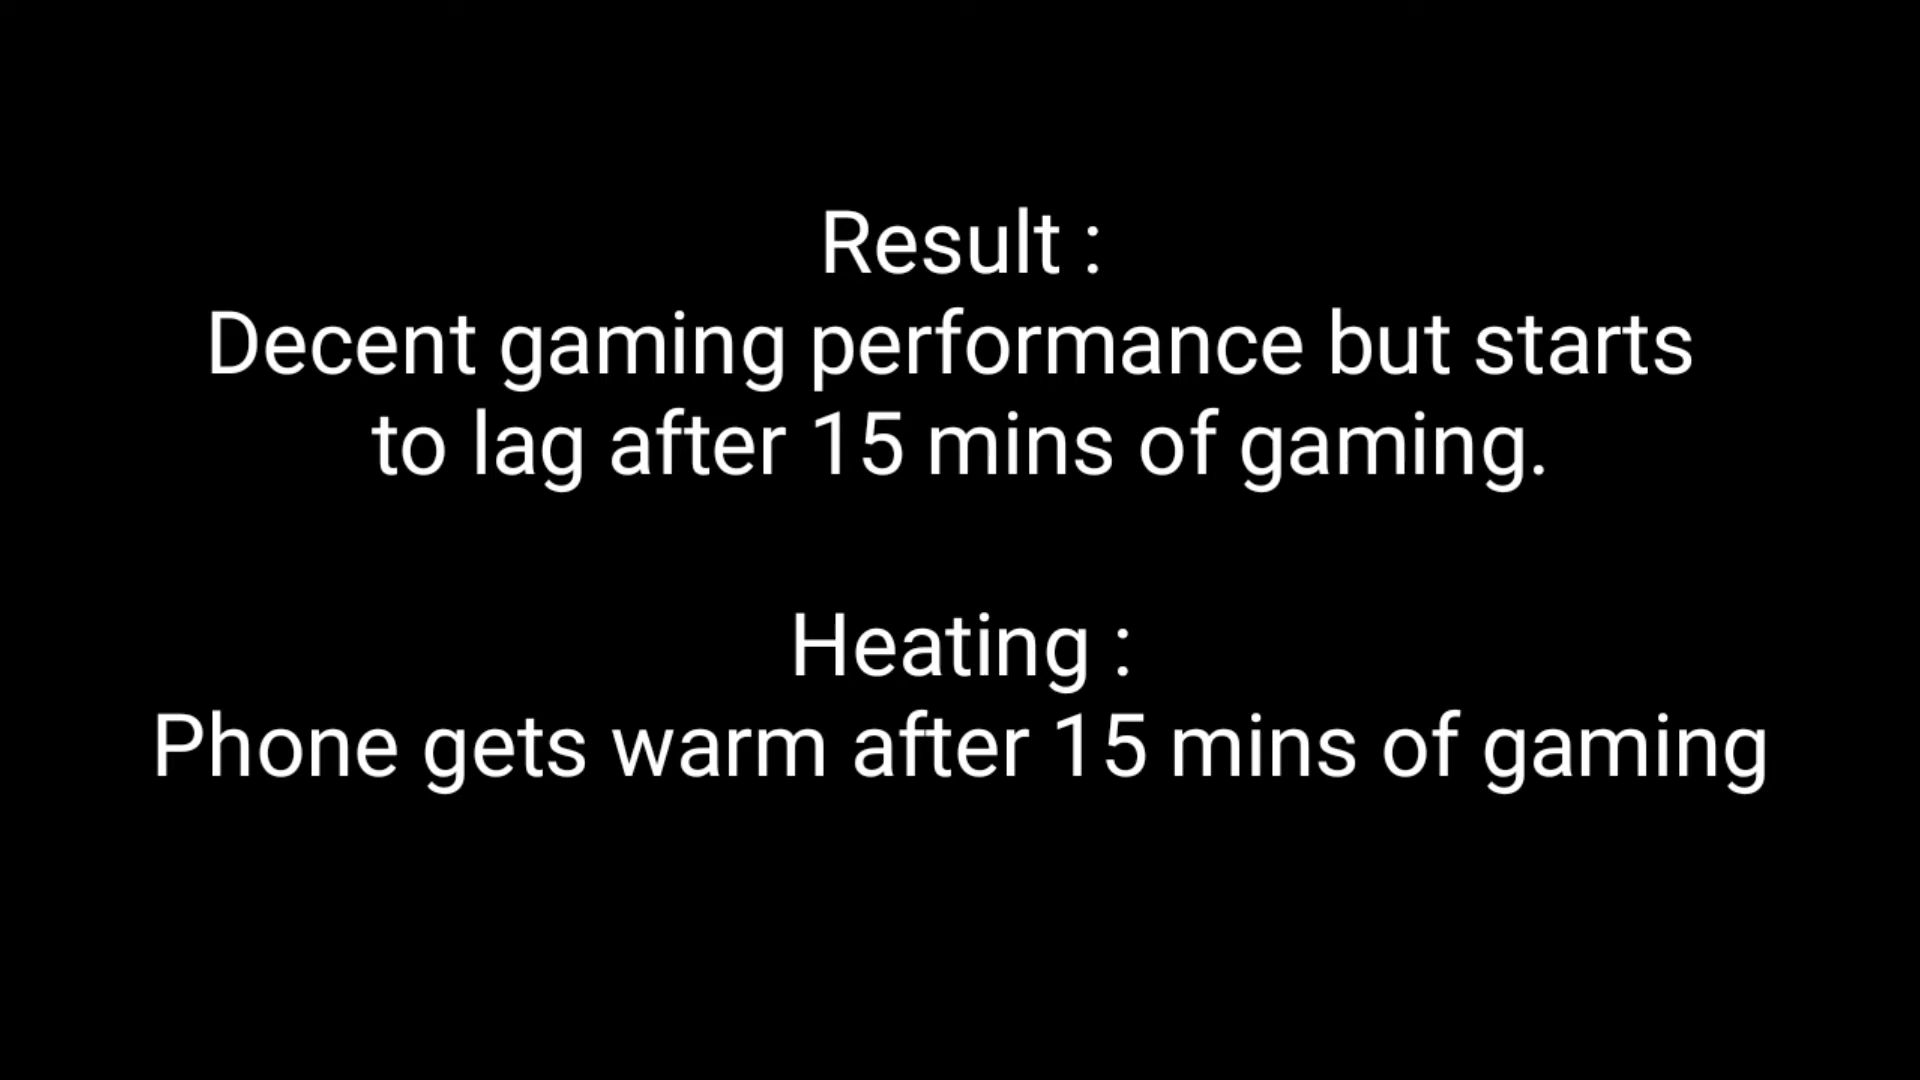 Result :
Decent gaming performance but starts
to lag after 15 mins of gaming.
Heating :
Phone gets warm after 15 mins of gaming